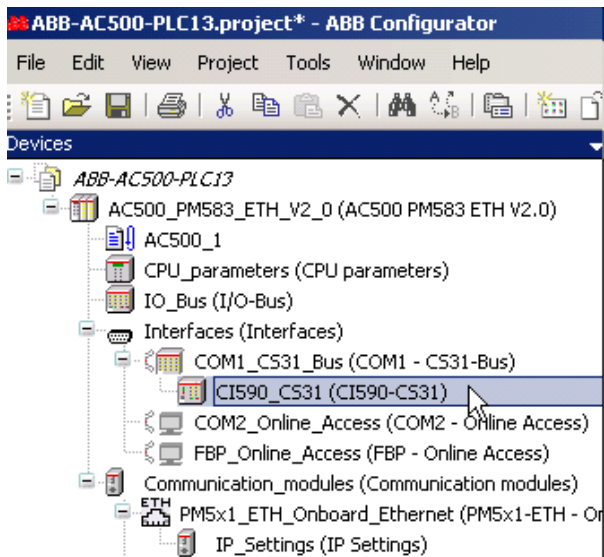 ABB-AC500-PLC13.project* - ABB Configurator
File Edit View Project Tools Window Help
Devices
ABB-AC500-PLC13
AC500_PM583_ETH_V2_0 (AC500 PM583 ETH V2.0)
AC500_1
CPU_parameters (CPU parameters)
IO_Bus (I/O-Bus)
Interfaces (Interfaces)
COM1_CS31_Bus (COM1 - CS31-Bus)
CI590_CS31 (CI590-CS31)
COM2_Online_Access (COM2 - Online Access)
FBP_Online_Access (FBP - Online Access)
Communication_modules (Communication modules)
ETH
PM5x1_ETH_Onboard_Ethernet (PM5x1-ETH - Or
IP_Settings (IP Settings)